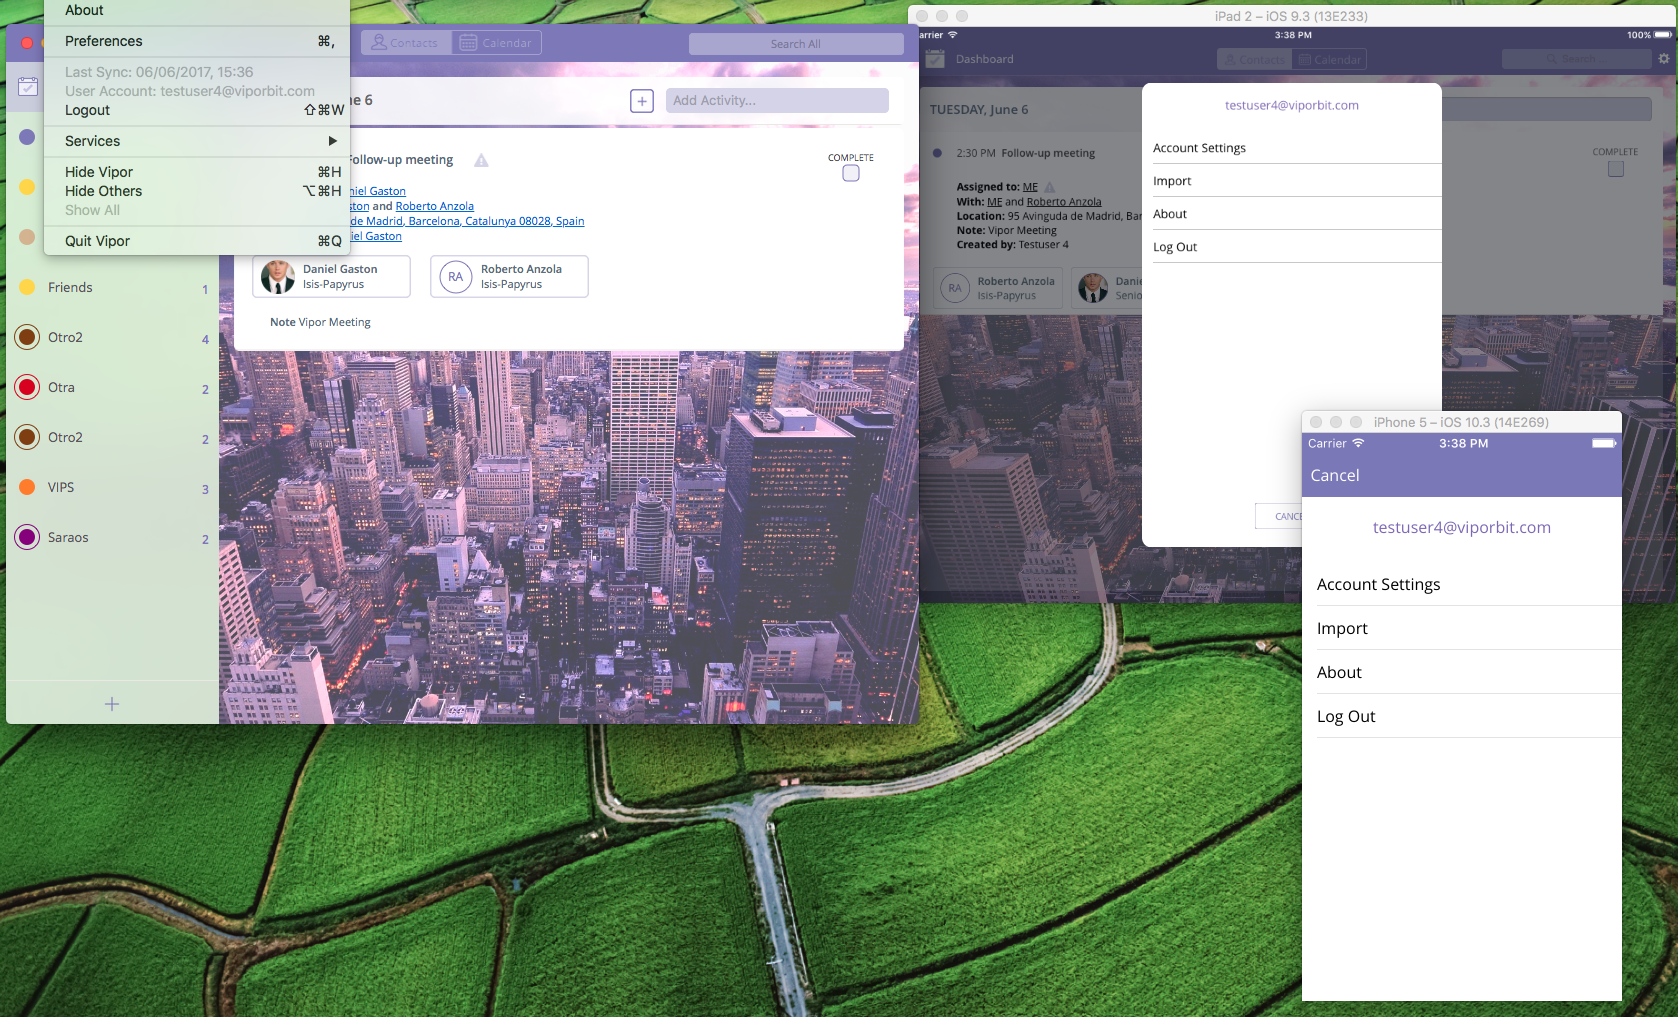 About
Preferences ⌘,
Last Sync: 06/06/2017, 15:36
User Account: testuser4@viporbit.com
Logout ⇧⌘W
Services ▶
Hide Vipor ⌘H
Hide Others ⌥⌘H
Show All
Quit Vipor ⌘Q
Contacts
Calendar
Search All
e 6
+
Add Activity...
Follow-up meeting
COMPLETE
niel Gaston
ston and Roberto Anzola
de Madrid, Barcelona, Catalunya 08028, Spain
iel Gaston
Daniel Gaston
Isis-Papyrus
RA
Roberto Anzola
Isis-Papyrus
Note Vipor Meeting
Friends 1
Otro2 4
Otra 2
Otro2 2
VIPS 3
Saraos 2
+
iPad 2 – iOS 9.3 (13E233)
arrier
3:38 PM
100%
Dashboard
Contacts
Calendar
Search
TUESDAY, June 6
2:30 PM Follow-up meeting
COMPLETE
Assigned to: ME
With: ME and Roberto Anzola
Location: 95 Avinguda de Madrid, Bar
Note: Vipor Meeting
Created by: Testuser 4
RA
Roberto Anzola
Isis-Papyrus
Danie
Senio
testuser4@viporbit.com
Account Settings
Import
About
Log Out
CANCE
iPhone 5 – iOS 10.3 (14E269)
Carrier
3:38 PM
Cancel
testuser4@viporbit.com
Account Settings
Import
About
Log Out